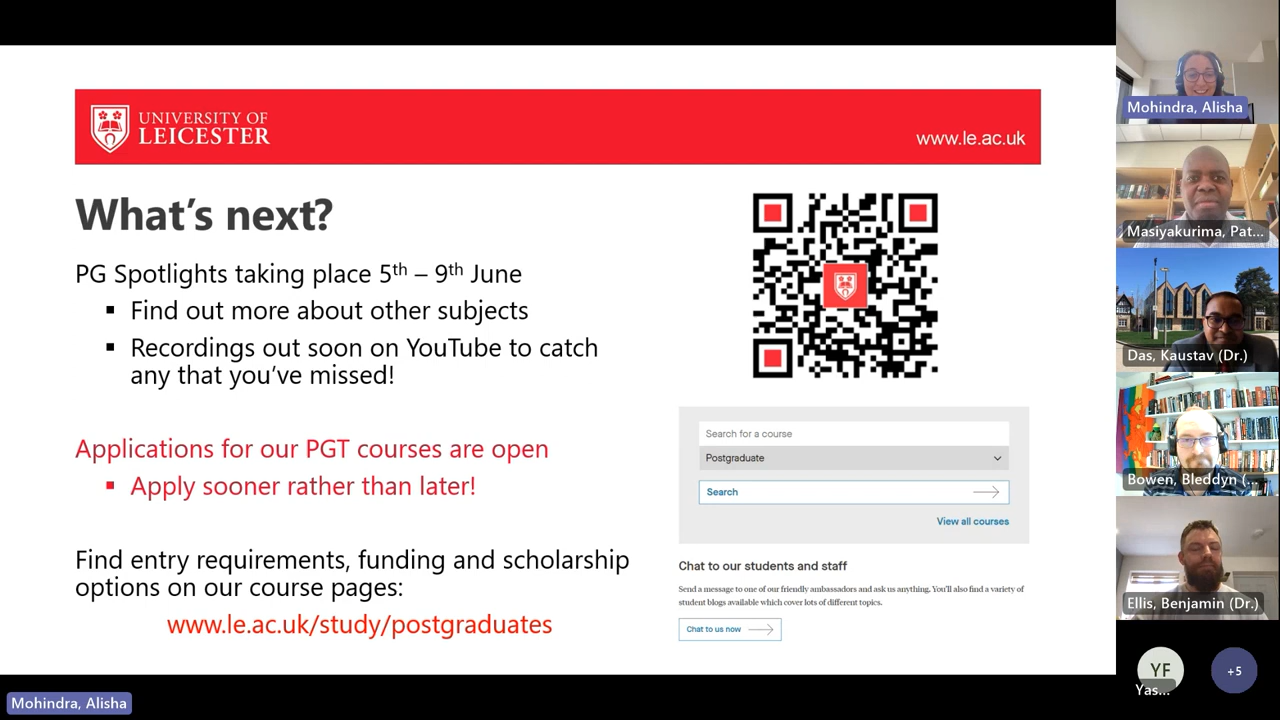 UNIVERSITY OF
LEICESTER
www.le.ac.uk
What's next?
PG Spotlights taking place 5th – 9th June
▪ Find out more about other subjects
▪ Recordings out soon on YouTube to catch
any that you've missed!
Applications for our PGT courses are open
▪ Apply sooner rather than later!
Find entry requirements, funding and scholarship
options on our course pages:
www.le.ac.uk/study/postgraduates
Search for a course
Postgraduate
Search
View all courses
Chat to our students and staff
Send a message to one of our friendly ambassadors and ask us anything. You'll also find a variety of
student blogs available which cover lots of different topics.
Chat to us now
Mohindra, Alisha
Masiyakurima, Pat...
Das, Kaustav (Dr.)
Bowen, Bleddyn (...
Ellis, Benjamin (Dr.)
YF
Yas...
+5
Mohindra, Alisha